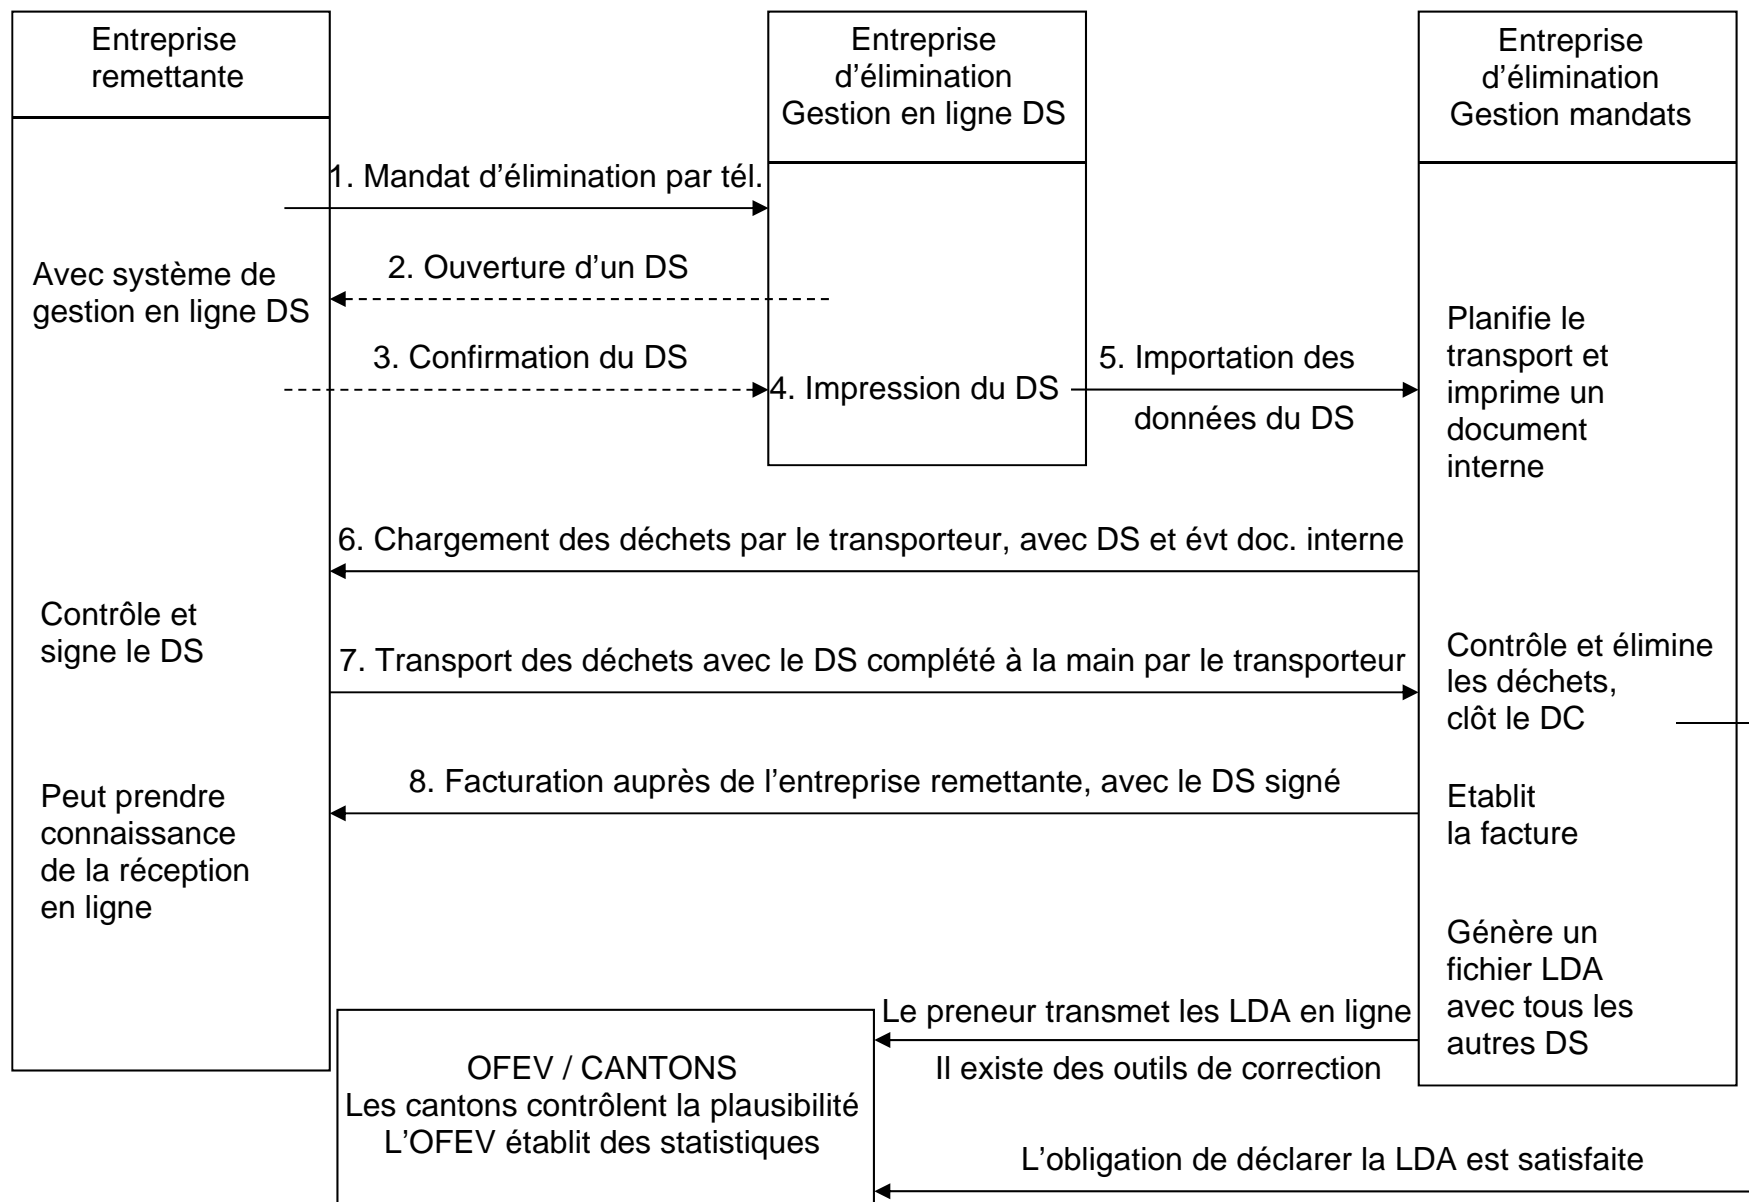 Entreprise
remettante
Entreprise
d’élimination
Gestion en ligne DS
Entreprise
d’élimination
Gestion mandats
1. Mandat d’élimination par tél.
2. Ouverture d’un DS
Avec système de
gestion en ligne DS
3. Confirmation du DS
4. Impression du DS
5. Importation des
données du DS
Planifie le
transport et
imprime un
document
interne
6. Chargement des déchets par le transporteur, avec DS et évt doc. interne
Contrôle et
signe le DS
7. Transport des déchets avec le DS complété à la main par le transporteur
Contrôle et élimine
les déchets,
clôt le DC
8. Facturation auprès de l’entreprise remettante, avec le DS signé
Peut prendre
connaissance
de la réception
en ligne
Etablit
la facture
Génère un
fichier LDA
avec tous les
autres DS
Le preneur transmet les LDA en ligne
Il existe des outils de correction
OFEV / CANTONS
Les cantons contrôlent la plausibilité
L’OFEV établit des statistiques
L’obligation de déclarer la LDA est satisfaite